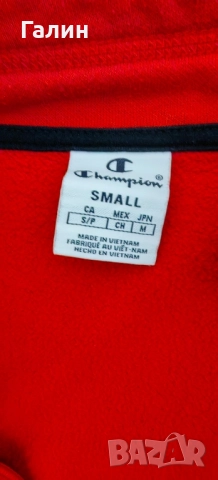 Галин
Champion®
SMALL
CA MEX JPN
S/P CH M
MADE IN VIETNAM
FABRIQUÉ AU VIÊT-NAM
HECHO EN VIETNAM
BAZAR